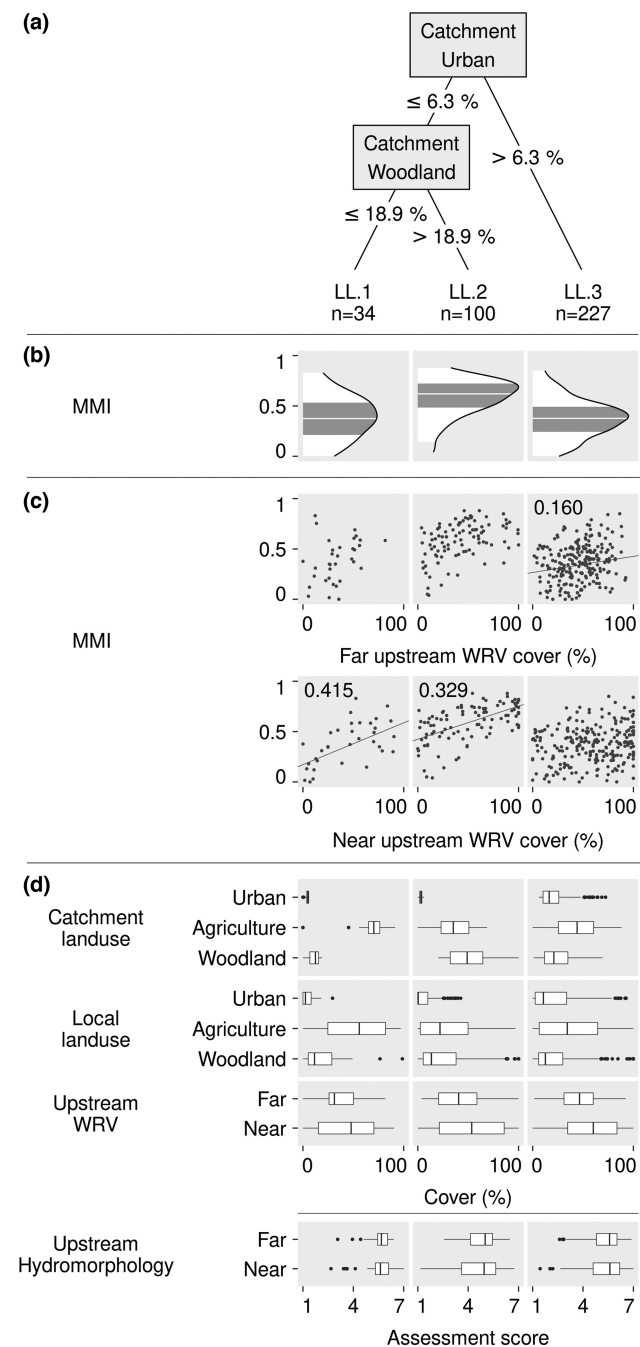 (a)
Catchment
Urban
≤ 6.3 %
Catchment
Woodland
> 6.3 %
≤ 18.9 %
> 18.9 %
LL.1 LL.2 LL.3
n=34 n=100 n=227
(b)
MMI
1
0.5
0
(c)
MMI
1
0.5
0
0.160
0 100 0 100 0 100
Far upstream WRV cover (%)
1
0.5
0
0.415 0.329
0 100 0 100 0 100
Near upstream WRV cover (%)
(d)
Catchment
landuse
Urban
Agriculture
Woodland
Local
landuse
Urban
Agriculture
Woodland
Upstream
WRV
Far
Near
0 100 0 100 0 100
Cover (%)
Upstream
Hydromorphology
Far
Near
1 4 7 1 4 7 1 4 7
Assessment score